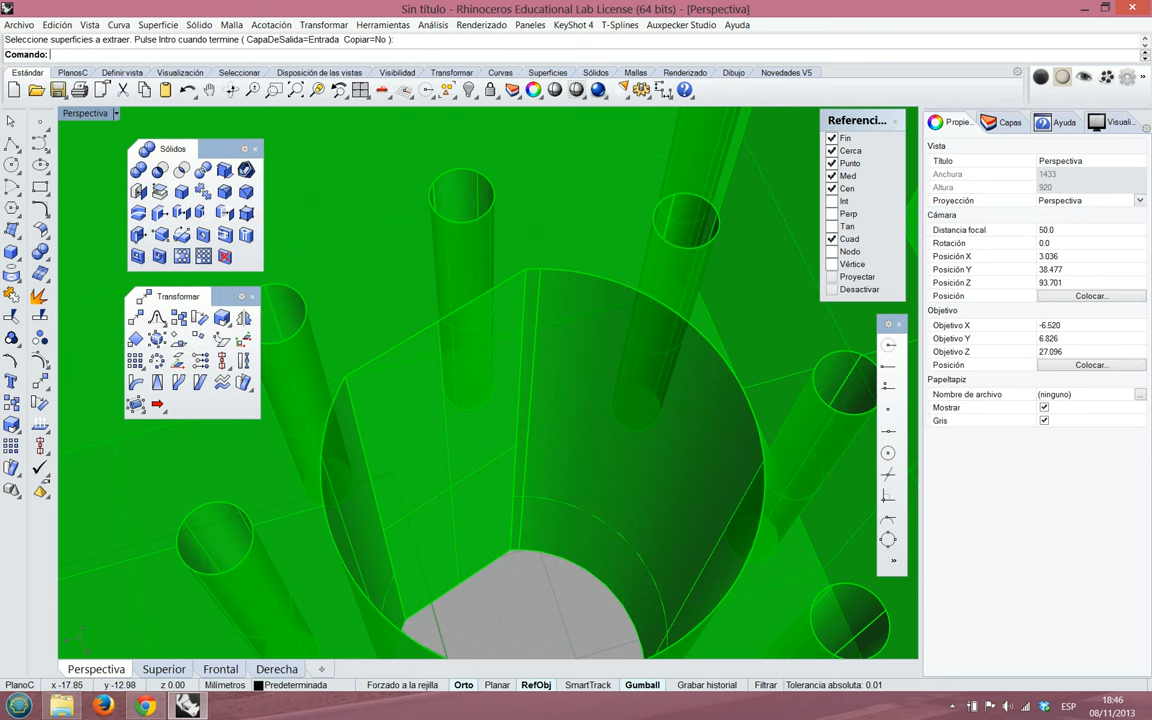 Sin título - Rhinoceros Educational Lab License (64 bits) - [Perspectiva]
Archivo Edición Vista Curva Superficie Sólido Malla Acotación Transformar Herramientas Análisis Renderizado Paneles KeyShot 4 T-Splines Auxpecker Studio Ayuda
Seleccione superficies a extraer. Pulse Intro cuando termine ( CapaDeSalida=Entrada Copiar=No ):
Comando:
Estándar PlanosC Definir vista Visualización Seleccionar Disposición de las vistas Visibilidad Transformar Curvas Superficies Sólidos Mallas Renderizado Dibujo Novedades V5
Perspectiva
Sólidos
Transformar
Referenci...
Fin
Cerca
Punto
Med
Cen
Int
Perp
Tan
Cuad
Nodo
Vértice
Proyectar
Desactivar
Propie... Capas Ayuda Visuali...
Vista
Título Perspectiva
Anchura 1433
Altura 920
Proyección Perspectiva
Cámara
Distancia focal 50.0
Rotación 0.0
Posición X 3.036
Posición Y 38.477
Posición Z 93.701
Posición Colocar...
Objetivo
Objetivo X -6.520
Objetivo Y 6.826
Objetivo Z 27.096
Posición Colocar...
Papeltapiz
Nombre de archivo (ninguno) ...
Mostrar
Gris
Perspectiva Superior Frontal Derecha
PlanoC x -17.85 y -12.98 z 0.00 Milímetros Predeterminada Forzado a la rejilla Orto Planar RefObj SmartTrack Gumball Grabar historial Filtrar Tolerancia absoluta: 0.01
ESP
18:46
08/11/2013